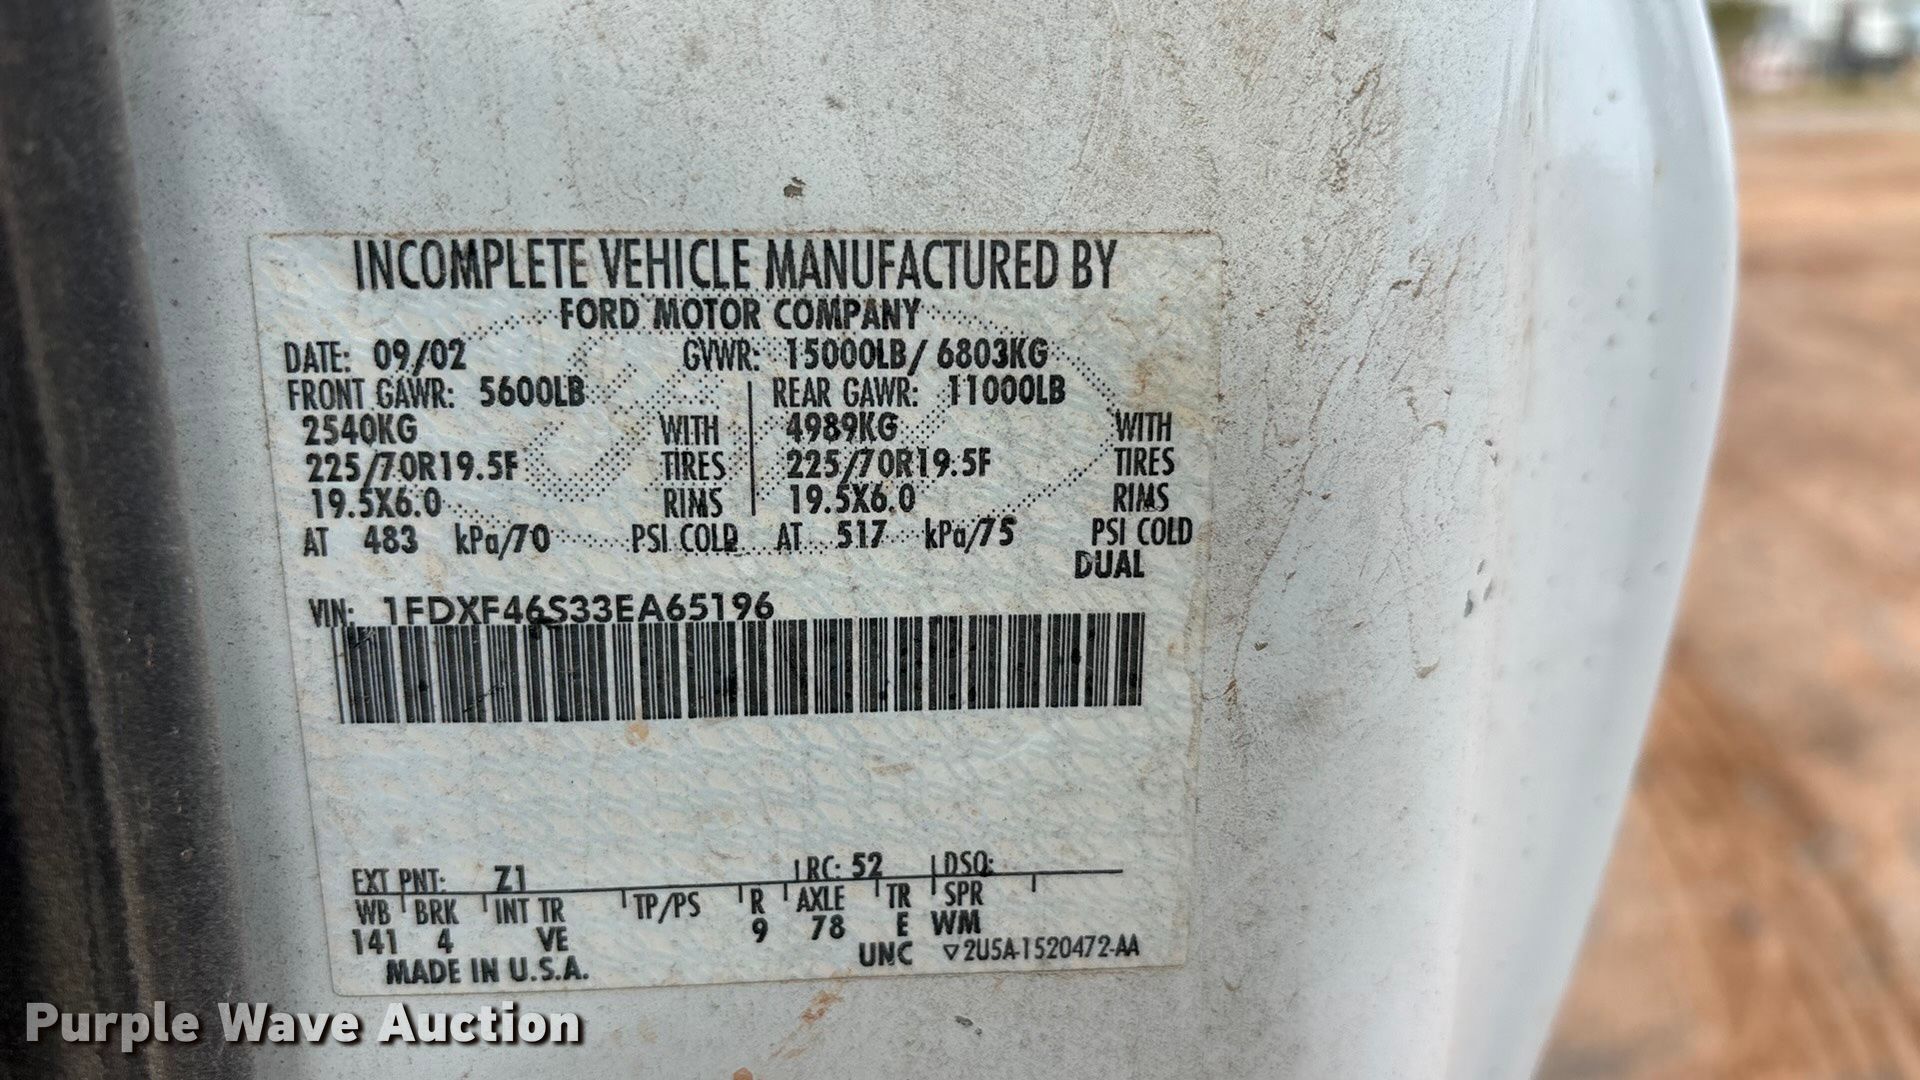 INCOMPLETE VEHICLE MANUFACTURED BY
FORD MOTOR COMPANY
DATE: 09/02 GVWR: 15000LB/ 6803KG
FRONT GAWR: 5600LB REAR GAWR: 11000LB
2540KG WITH 4989KG WITH
225/70R19.5F TIRES 225/70R19.5F TIRES
19.5X6.0 RIMS 19.5X6.0 RIMS
AT 483 kPa/70 PSI COLD AT 517 kPa/75 PSI COLD
DUAL
VIN: 1FDXF46S33EA65196
EXT PNT: Z1 RC: 52 DSO:
WB BRK INT TR TP/PS R AXLE TR SPR
141 4 VE 9 78 E WM
MADE IN U.S.A. UNC ▽2U5A-1520472-AA
Purple Wave Auction